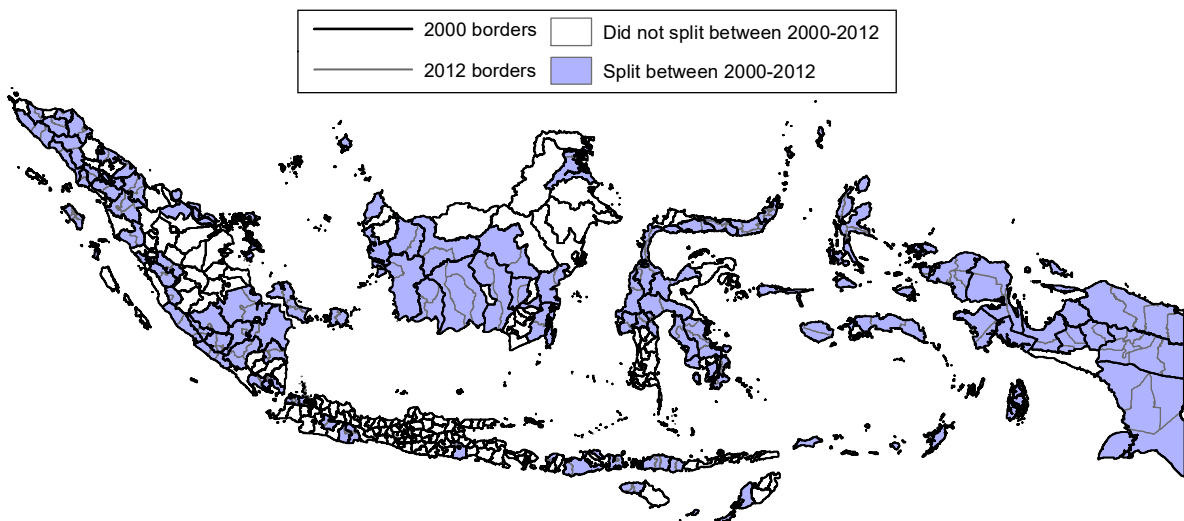 2000 borders
Did not split between 2000-2012
2012 borders
Split between 2000-2012